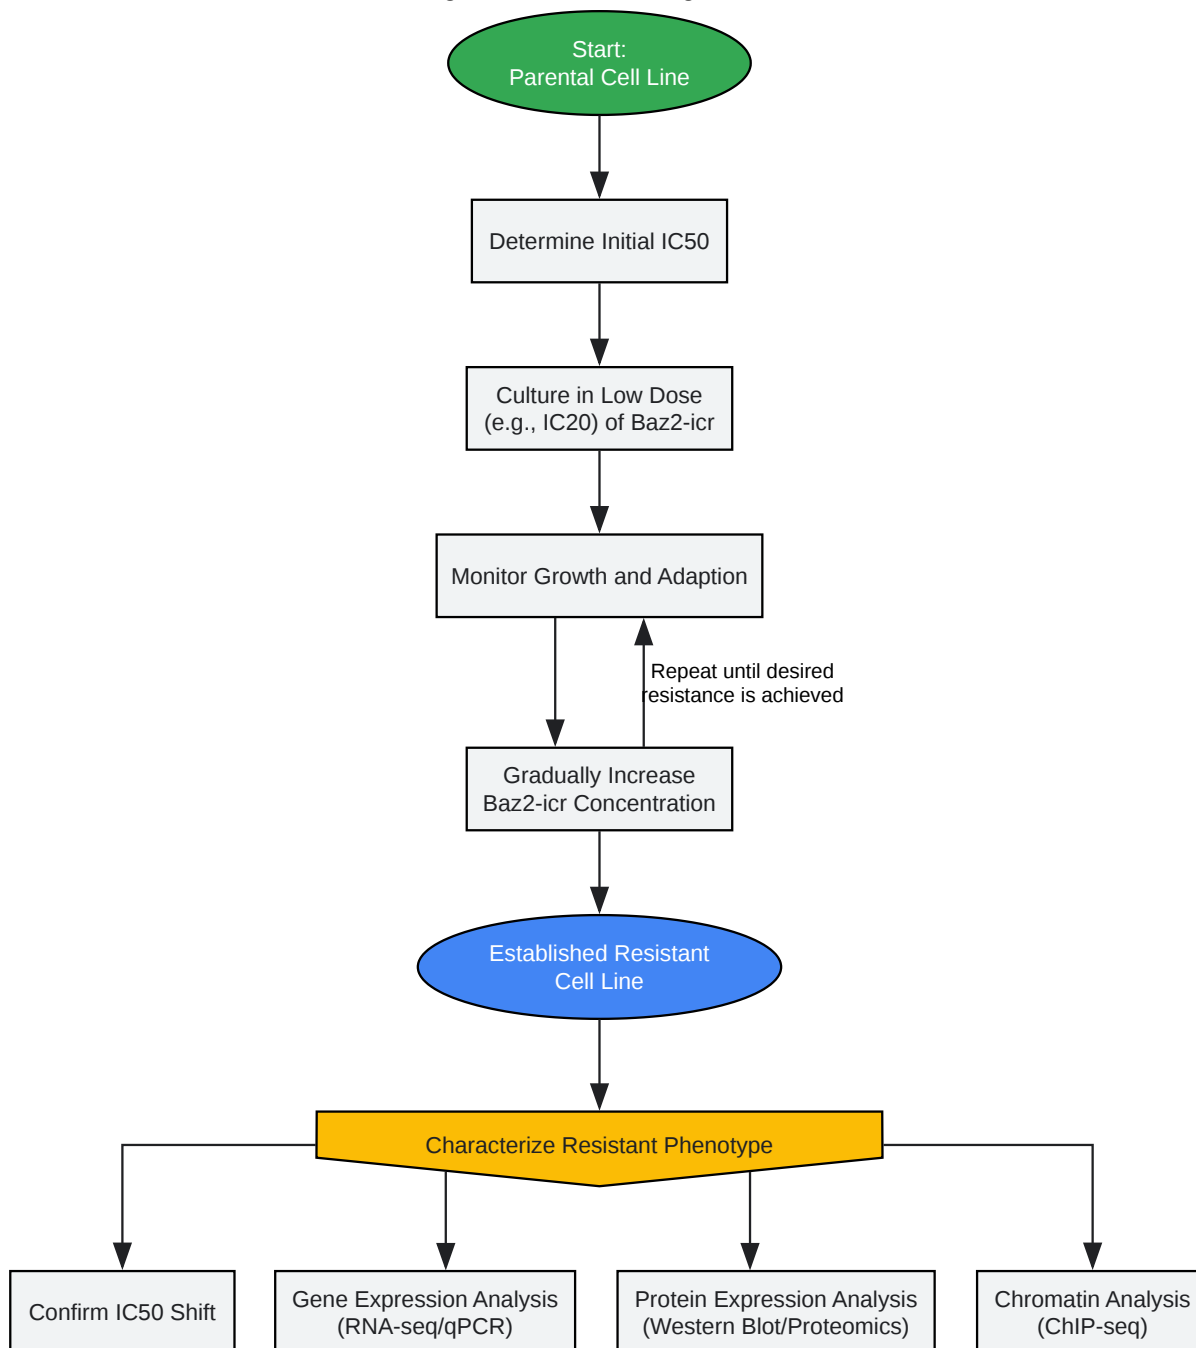 Start:
Parental Cell Line
Determine Initial IC50
Culture in Low Dose
(e.g., IC20) of Baz2-icr
Monitor Growth and Adaption
Repeat until desired
resistance is achieved
Gradually Increase
Baz2-icr Concentration
Established Resistant
Cell Line
Characterize Resistant Phenotype
Confirm IC50 Shift
Gene Expression Analysis
(RNA-seq/qPCR)
Protein Expression Analysis
(Western Blot/Proteomics)
Chromatin Analysis
(ChIP-seq)